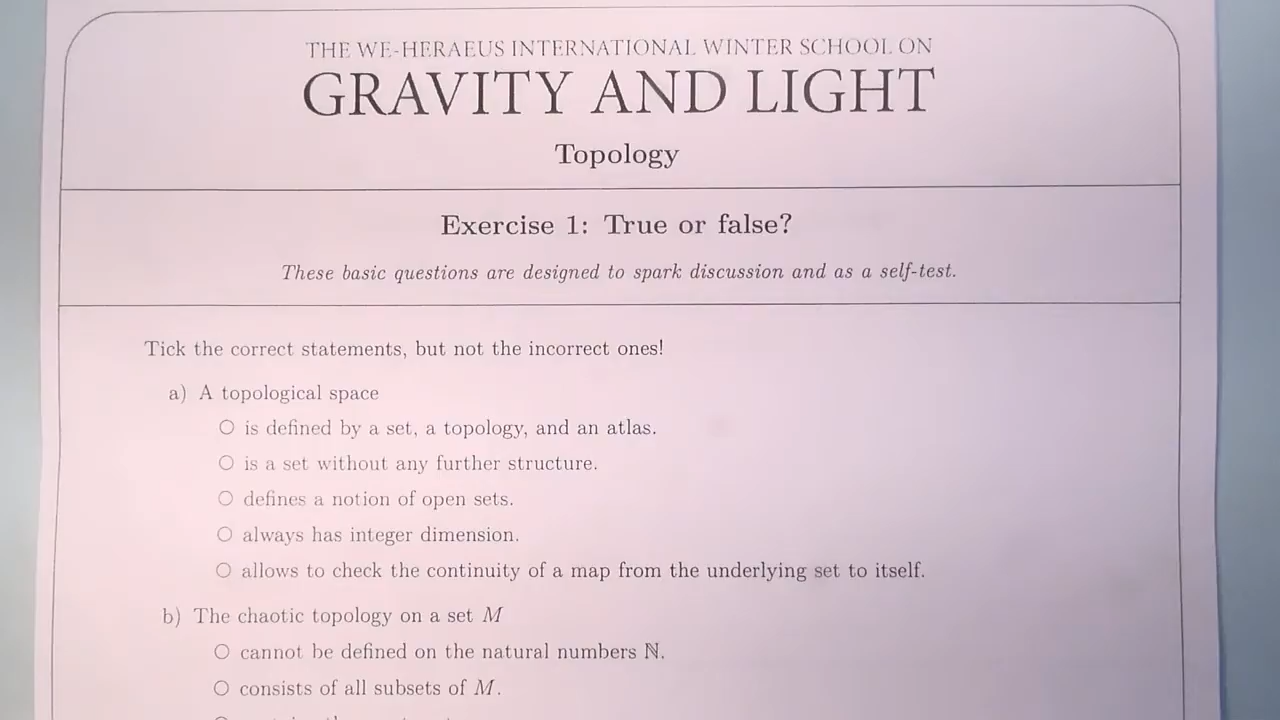 THE WE-HERAEUS INTERNATIONAL WINTER SCHOOL ON
GRAVITY AND LIGHT
Topology
Exercise 1: True or false?
These basic questions are designed to spark discussion and as a self-test.
Tick the correct statements, but not the incorrect ones!
a) A topological space
○ is defined by a set, a topology, and an atlas.
○ is a set without any further structure.
○ defines a notion of open sets.
○ always has integer dimension.
○ allows to check the continuity of a map from the underlying set to itself.
b) The chaotic topology on a set M
○ cannot be defined on the natural numbers ℕ.
○ consists of all subsets of M.